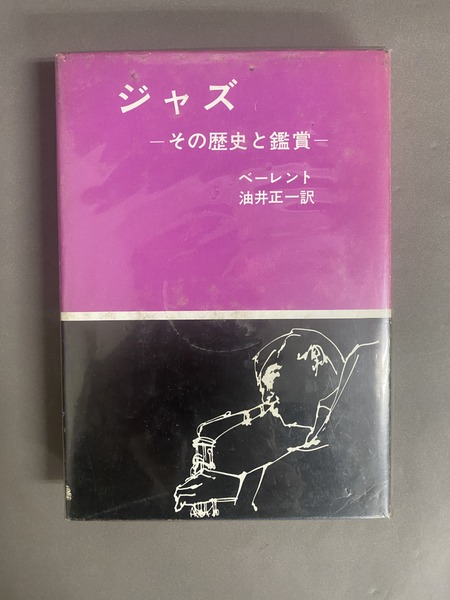 ジャズ
—その歴史と鑑賞—
ベーレント
油井正一訳